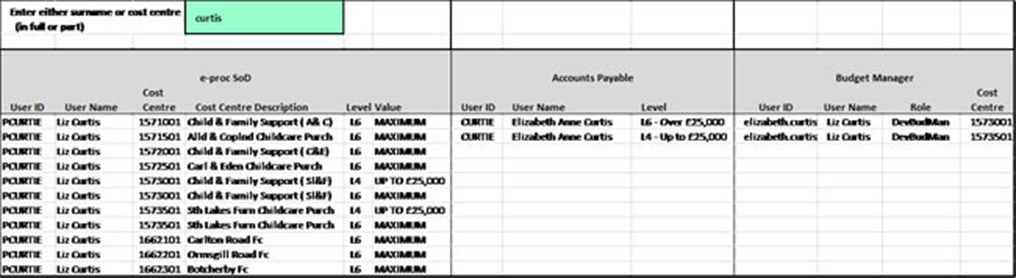 Enter either surname or cost centre
(in full or part)
curtis
e-proc SoD Accounts Payable Budget Manager
User ID User Name Cost Centre Cost Centre Description Level Value User ID User Name Level User ID User Name Role Cost Centre
PCURTIE Liz Curtis 1571001 Child & Family Support ( A& C) L6 MAXIMUM CURTIE Elizabeth Anne Curtis L6 - Over £25,000 elizabeth.curtis Liz Curtis DevBudMan 1573001
PCURTIE Liz Curtis 1571501 Alld & Coplnd Childcare Purch L6 MAXIMUM CURTIE Elizabeth Anne Curtis L4 - Up to £25,000 elizabeth.curtis Liz Curtis DevBudMan 1573501
PCURTIE Liz Curtis 1572001 Child & Family Support ( C&E) L6 MAXIMUM
PCURTIE Liz Curtis 1572501 Carl & Eden Childcare Purch L6 MAXIMUM
PCURTIE Liz Curtis 1573001 Child & Family Support ( Sl&F) L4 UP TO £25,000
PCURTIE Liz Curtis 1573001 Child & Family Support ( Sl&F) L6 MAXIMUM
PCURTIE Liz Curtis 1573501 Sth Lakes Furn Childcare Purch L4 UP TO £25,000
PCURTIE Liz Curtis 1573501 Sth Lakes Furn Childcare Purch L6 MAXIMUM
PCURTIE Liz Curtis 1662101 Carlton Road Fc L6 MAXIMUM
PCURTIE Liz Curtis 1662201 Ormsgill Road Fc L6 MAXIMUM
PCURTIE Liz Curtis 1662301 Botcherby Fc L6 MAXIMUM